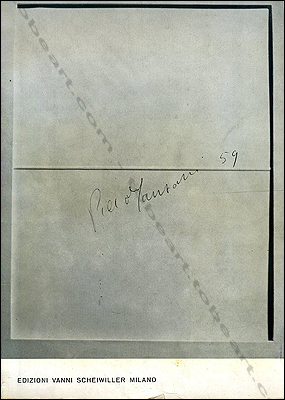 Piero Manzoni 59
EDIZIONI VANNI SCHEIWILLER MILANO